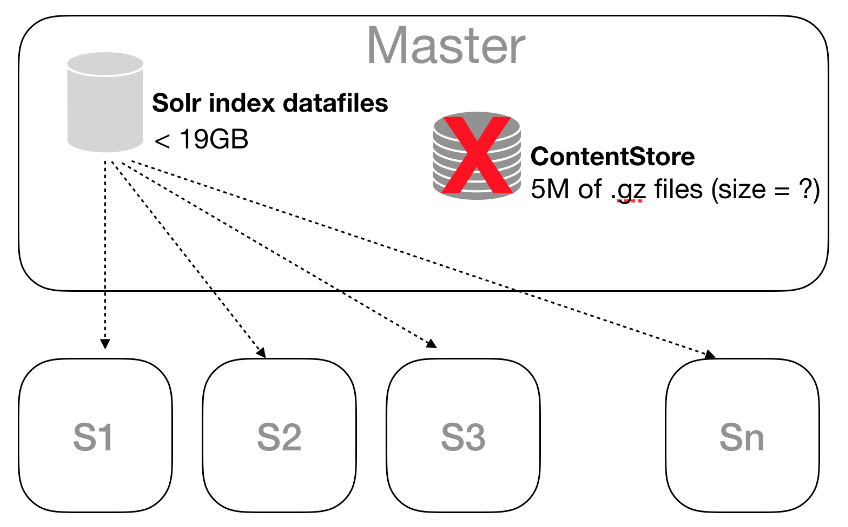 Master
Solr index datafiles
< 19GB
X
ContentStore
5M of .gz files (size = ?)
S1
S2
S3
Sn